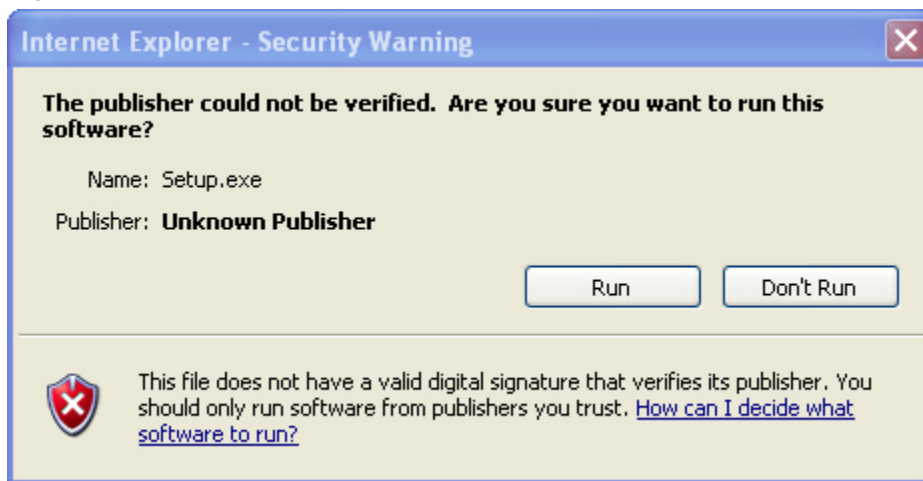 Internet Explorer - Security Warning
The publisher could not be verified.  Are you sure you want to run this
software?
Name: Setup.exe
Publisher: Unknown Publisher
Run
Don't Run
This file does not have a valid digital signature that verifies its publisher. You
should only run software from publishers you trust. How can I decide what
software to run?